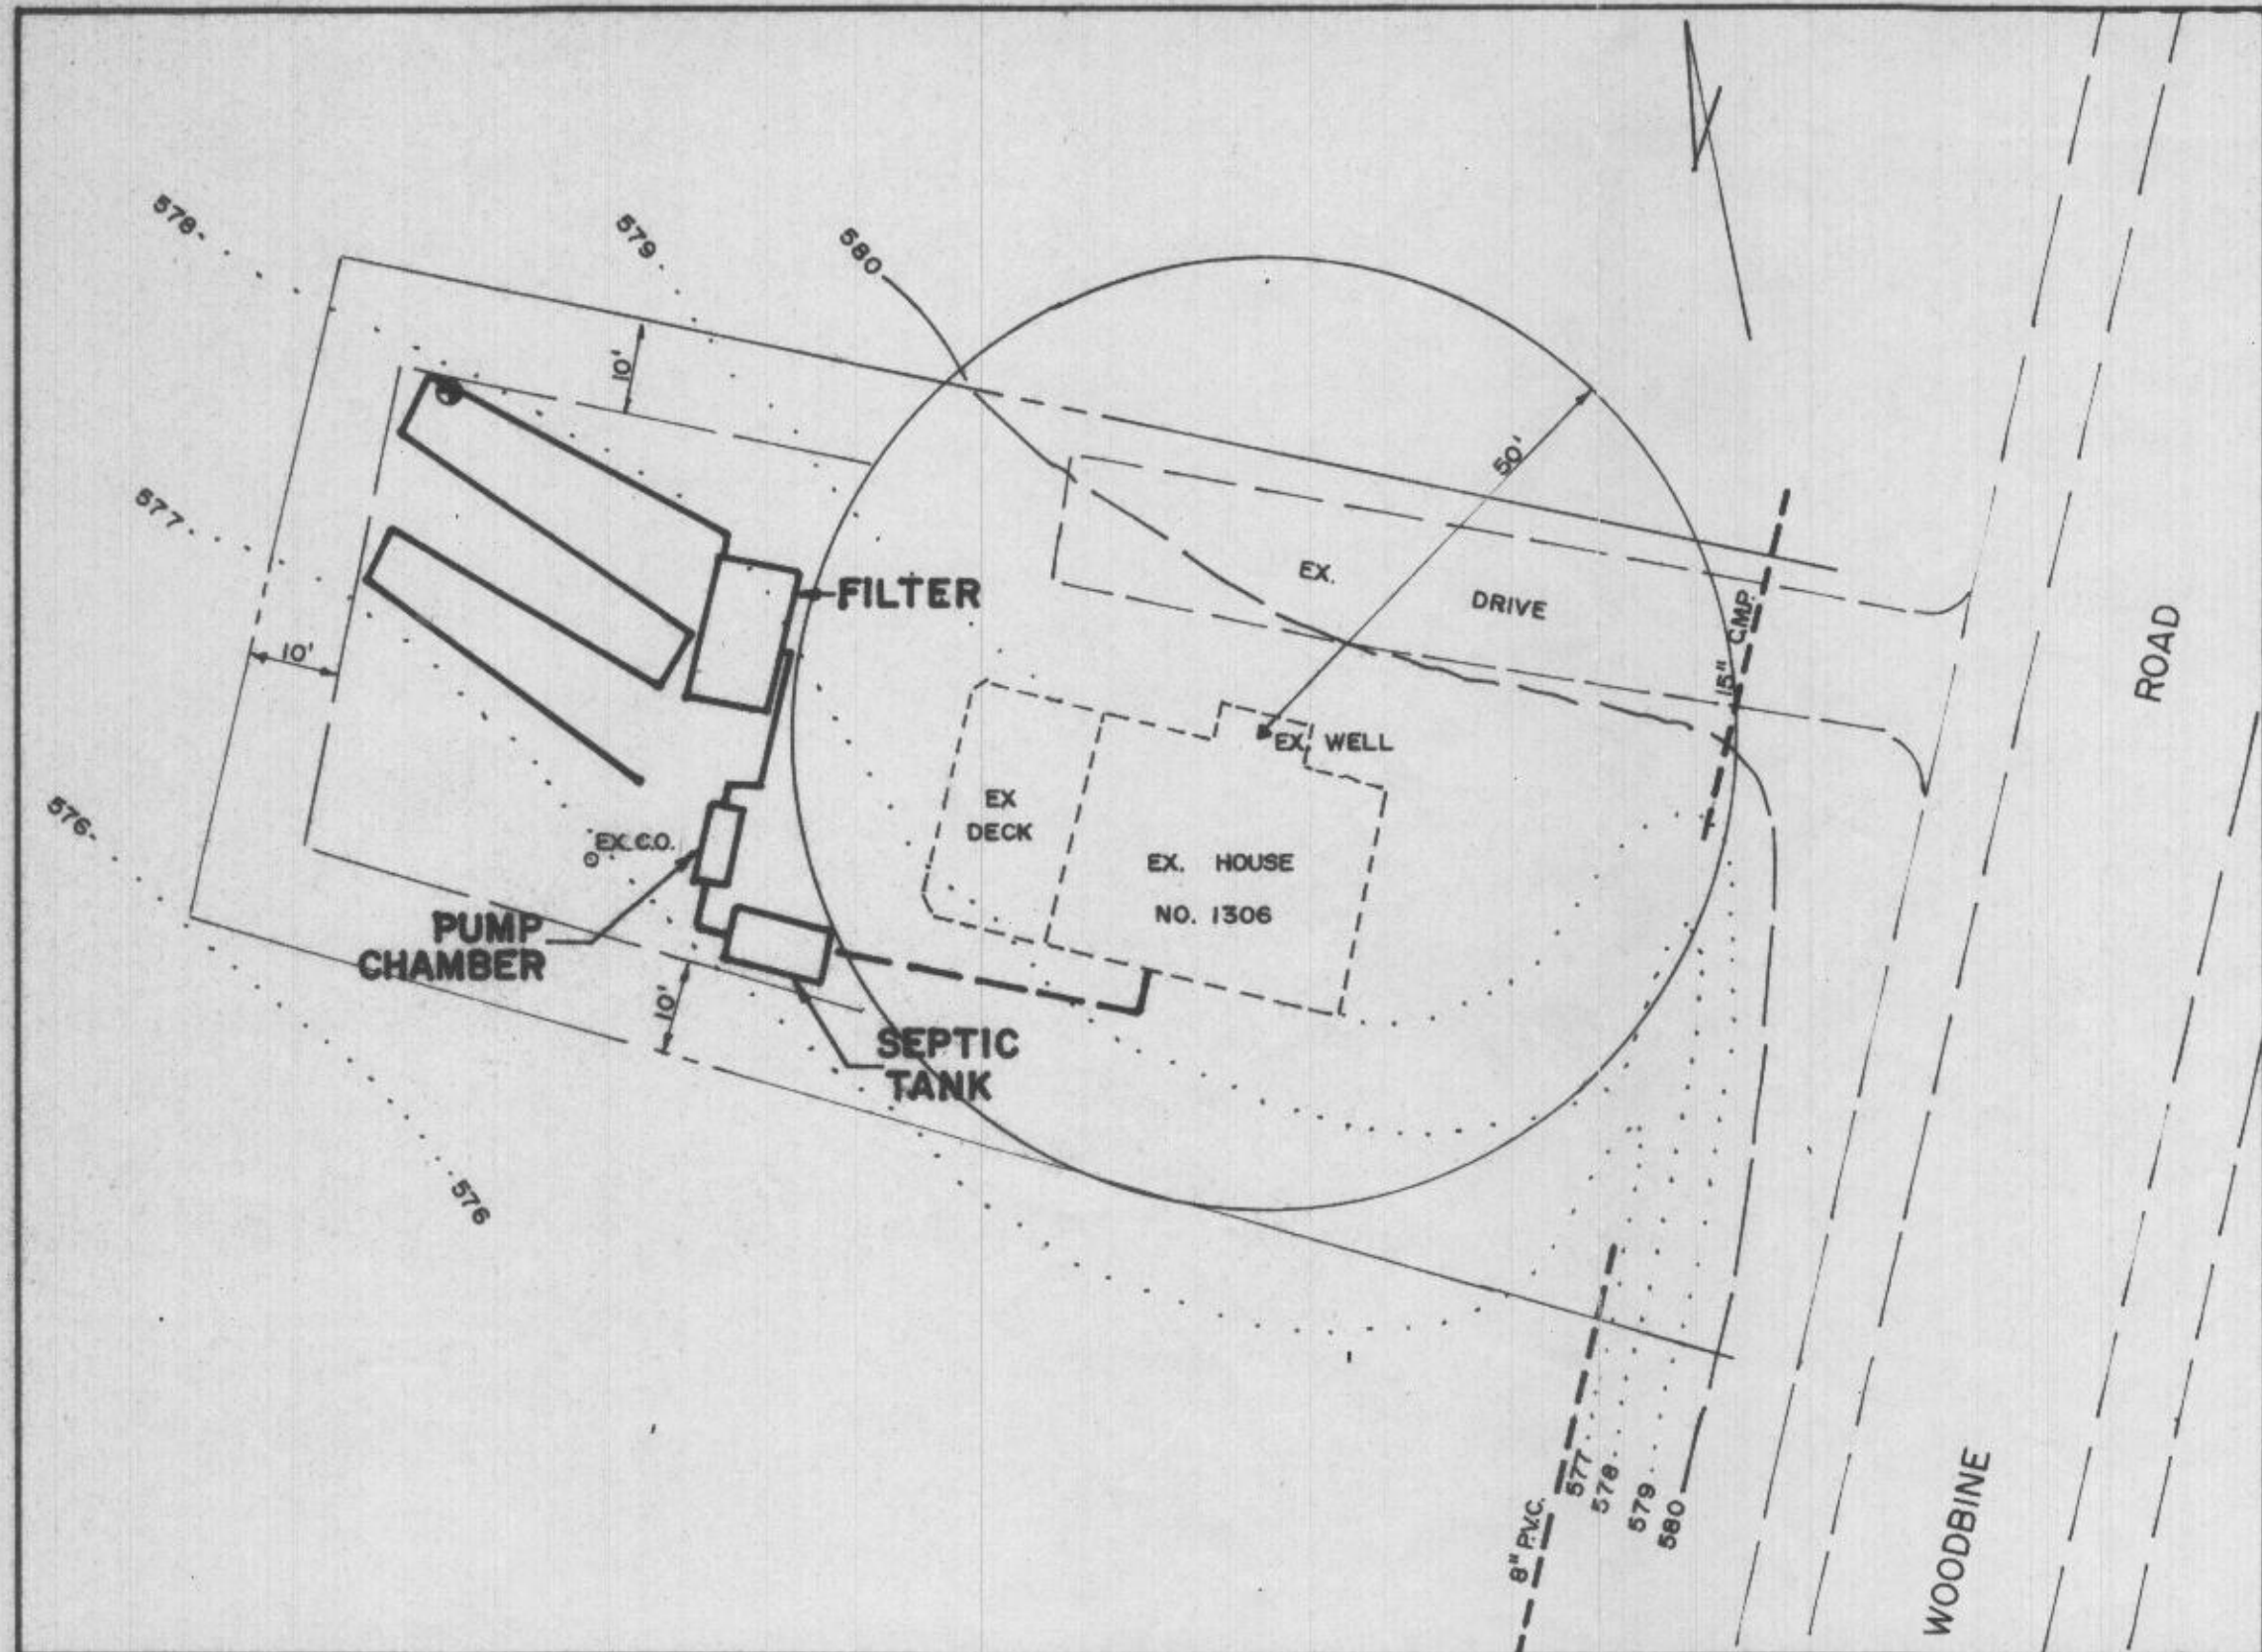 578
579
580
10'
50'
577
FILTER
EX.
DRIVE
15" C.M.P.
ROAD
10'
EX. WELL
576
EX
DECK
EX. C.O.
EX. HOUSE
NO. 1306
PUMP
CHAMBER
10'
SEPTIC
TANK
576
8" P.V.C.
577
578
579
580
WOODBINE